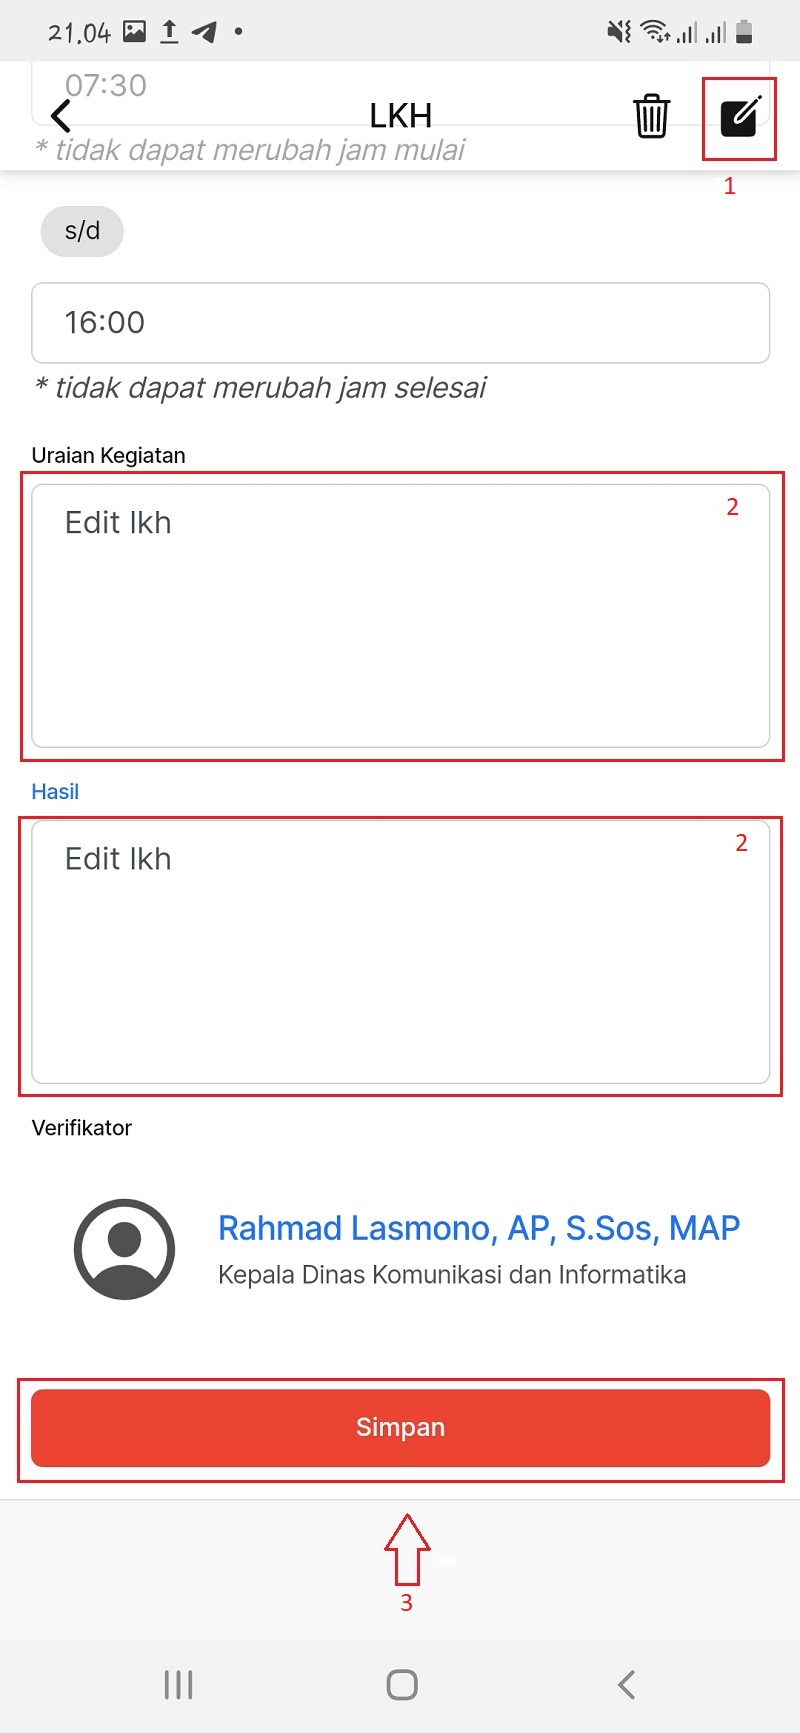 21.04
07:30
LKH
* tidak dapat merubah jam mulai
1
s/d
16:00
* tidak dapat merubah jam selesai
Uraian Kegiatan
Edit lkh
2
Hasil
Edit lkh
2
Verifikator
Rahmad Lasmono, AP, S.Sos, MAP
Kepala Dinas Komunikasi dan Informatika
Simpan
3